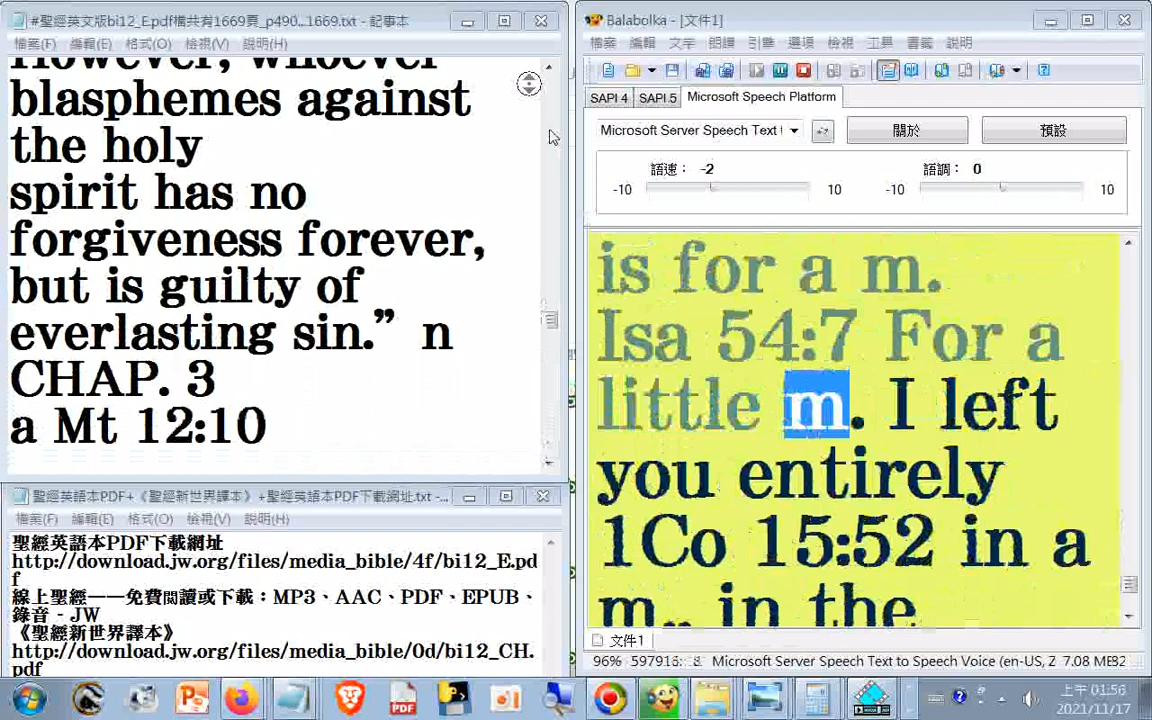 #聖經英文版bi12_E.pdf橫共有1669頁_p490..1669.txt - 記事本
檔案(F) 編輯(E) 格式(O) 檢視(V) 說明(H)
However, whoever
blasphemes against
the holy
spirit has no
forgiveness forever,
but is guilty of
everlasting sin.” n
CHAP. 3
a Mt 12:10
聖經英語本PDF+《聖經新世界譯本》+聖經英語本PDF下載網址.txt - ...
檔案(F) 編輯(E) 格式(O) 檢視(V) 說明(H)
聖經英語本PDF下載網址
http://download.jw.org/files/media_bible/4f/bi12_E.pd
f
線上聖經——免費閱讀或下載：MP3、AAC、PDF、EPUB、
錄音 - JW
《聖經新世界譯本》
http://download.jw.org/files/media_bible/0d/bi12_CH.
pdf
Balabolka - [文件1]
檔案 編輯 文字 朗讀 引擎 選項 檢視 工具 書籤 說明
SAPI 4 SAPI 5 Microsoft Speech Platform
Microsoft Server Speech Text 關於 預設
語速： -2 語調： 0
-10 10 -10 10
is for a m.
Isa 54:7 For a
little m. I left
you entirely
1Co 15:52 in a
m., in the
文件1
96% Microsoft Server Speech Text to Speech Voice (en-US, Z 7.08 MB
上午 01:56
2021/11/17